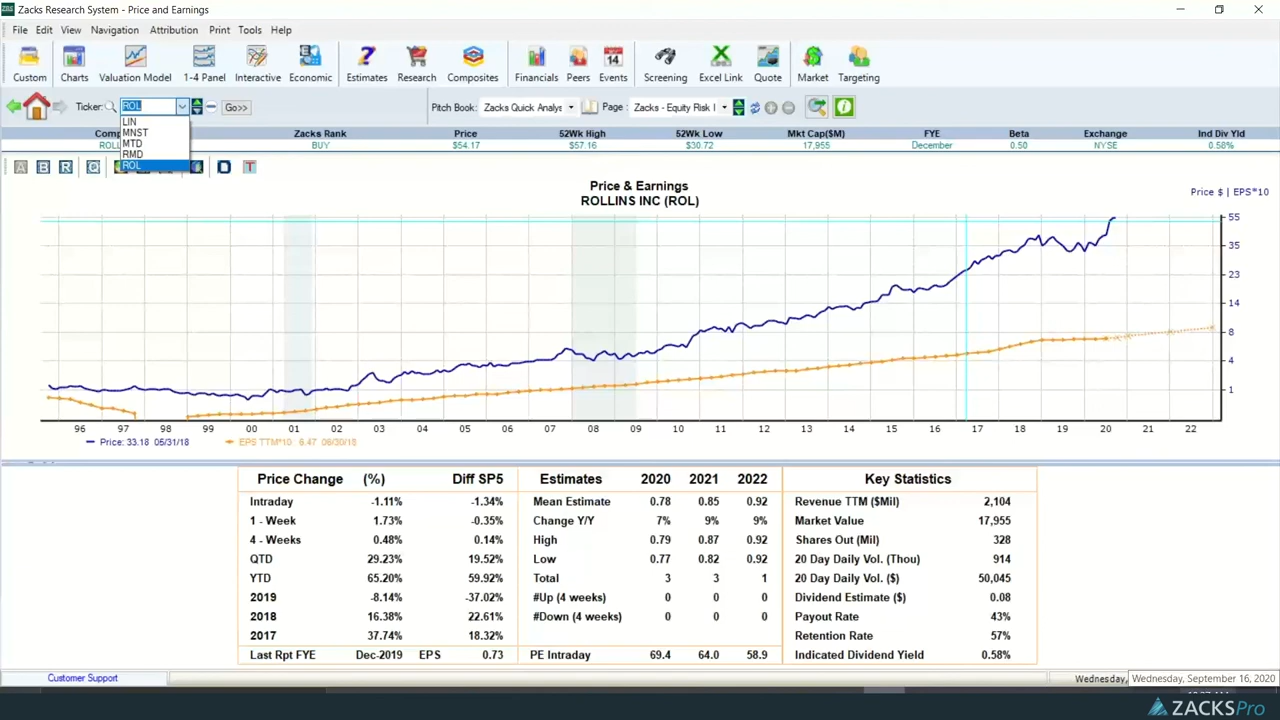 Zacks Research System - Price and Earnings
File Edit View Navigation Attribution Print Tools Help
Custom Charts Valuation Model 1-4 Panel Interactive Economic Estimates Research Composites Financials Peers Events Screening Excel Link Quote Market Targeting
Ticker: ROL Go>> Pitch Book: Zacks Quick Analys Page : Zacks - Equity Risk I
LIN
MNST
MTD
RMD
ROL
Comp Zacks Rank Price 52Wk High 52Wk Low Mkt Cap($M) FYE Beta Exchange Ind Div Yld
ROLL BUY $54.17 $57.16 $30.72 17,955 December 0.50 NYSE 0.58%
A B R Q T
Price & Earnings
ROLLINS INC (ROL)
Price $ | EPS*10
55
35
23
14
8
4
1
96 97 98 99 00 01 02 03 04 05 06 07 08 09 10 11 12 13 14 15 16 17 18 19 20 21 22
Price: 33.18 05/31/18 EPS TTM*10 6.47 06/30/18
Price Change (%) Diff SP5
Intraday -1.11% -1.34%
1 - Week 1.73% -0.35%
4 - Weeks 0.48% 0.14%
QTD 29.23% 19.52%
YTD 65.20% 59.92%
2019 -8.14% -37.02%
2018 16.38% 22.61%
2017 37.74% 18.32%
Last Rpt FYE Dec-2019 EPS 0.73
Estimates 2020 2021 2022
Mean Estimate 0.78 0.85 0.92
Change Y/Y 7% 9% 9%
High 0.79 0.87 0.92
Low 0.77 0.82 0.92
Total 3 3 1
#Up (4 weeks) 0 0 0
#Down (4 weeks) 0 0 0
PE Intraday 69.4 64.0 58.9
Key Statistics
Revenue TTM ($Mil) 2,104
Market Value 17,955
Shares Out (Mil) 328
20 Day Daily Vol. (Thou) 914
20 Day Daily Vol. ($) 50,045
Dividend Estimate ($) 0.08
Payout Rate 43%
Retention Rate 57%
Indicated Dividend Yield 0.58%
Customer Support
Wednesday, Wednesday, September 16, 2020
ZACKSPro